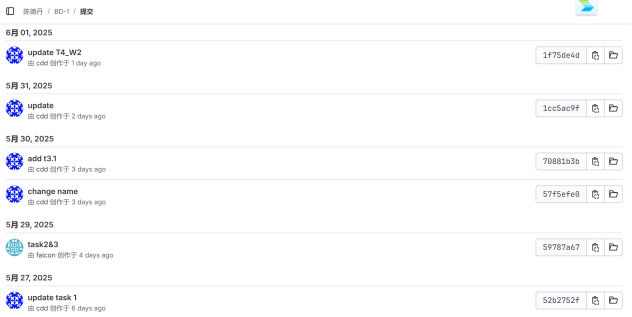 陈德丹 / BD-1 / 提交
6月 01, 2025
update T4_W2
由 cdd 创作于 1 day ago
1f75de4d
5月 31, 2025
update
由 cdd 创作于 2 days ago
1cc5ac9f
5月 30, 2025
add t3.1
由 cdd 创作于 3 days ago
70881b3b
change name
由 cdd 创作于 3 days ago
57f5efe0
5月 29, 2025
task2&3
由 falcon 创作于 4 days ago
59787a67
5月 27, 2025
update task 1
由 cdd 创作于 6 days ago
52b2752f